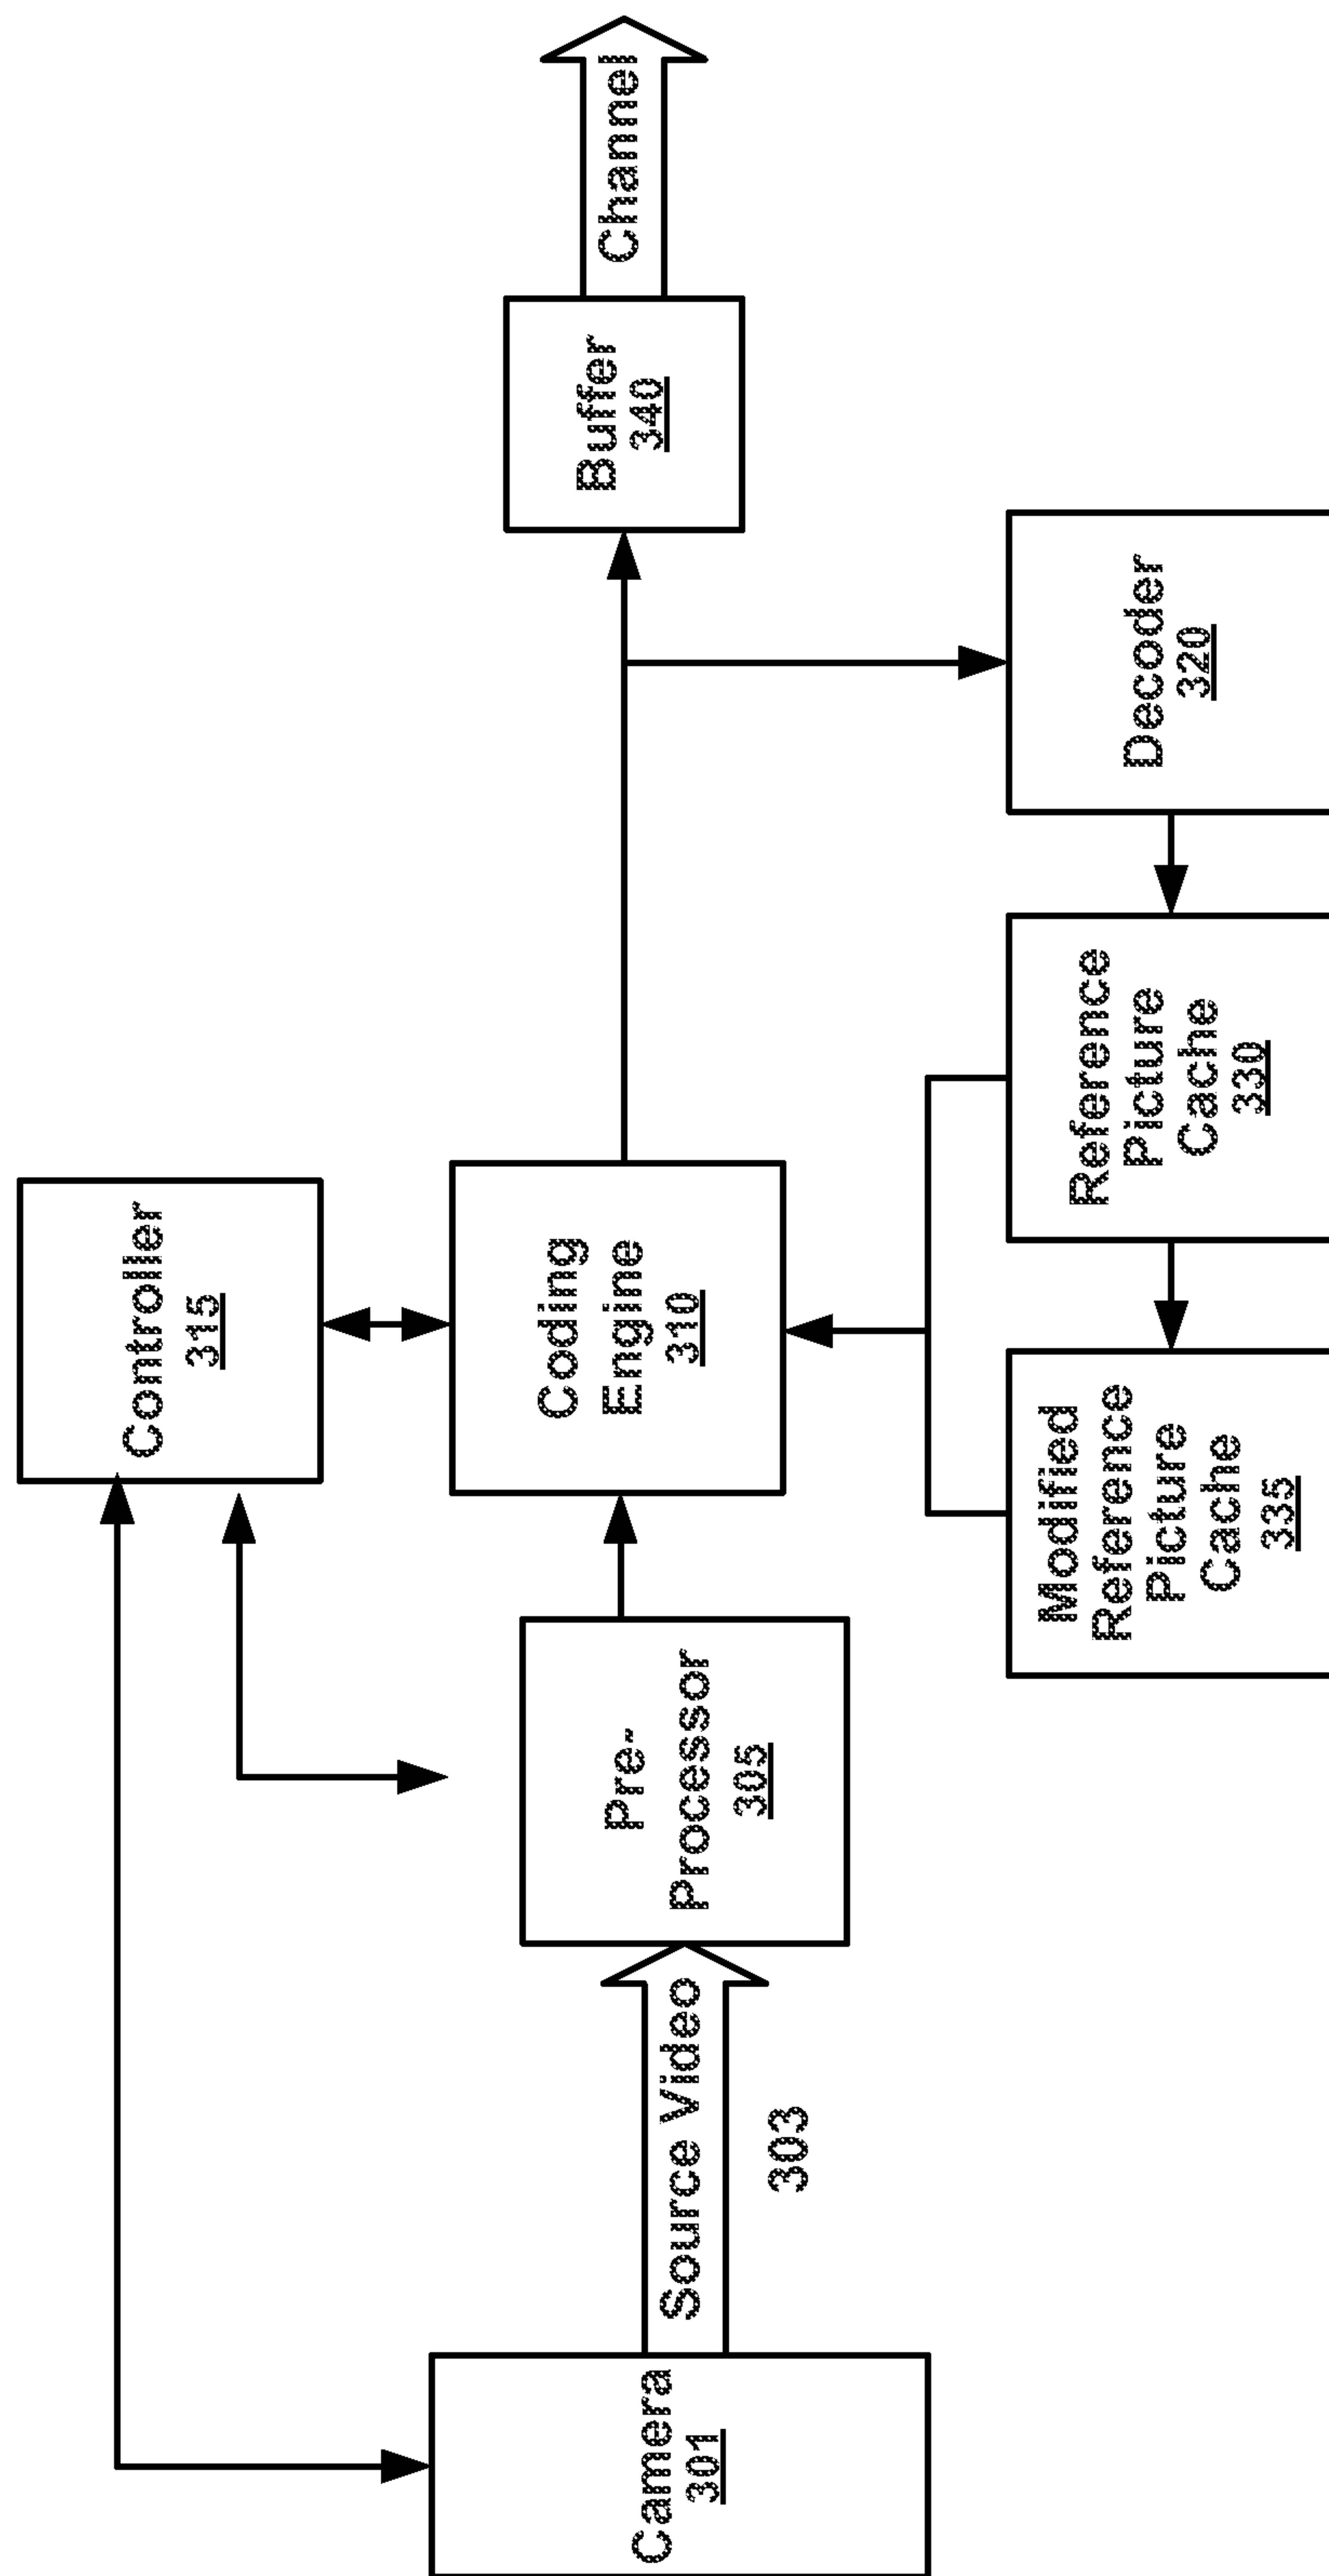 Controller
315
Camera
301
Source Video
303
Pre-
Processor
305
Coding
Engine
310
Buffer
340
Channel
Modified
Reference
Picture
Cache
335
Reference
Picture
Cache
330
Decoder
320